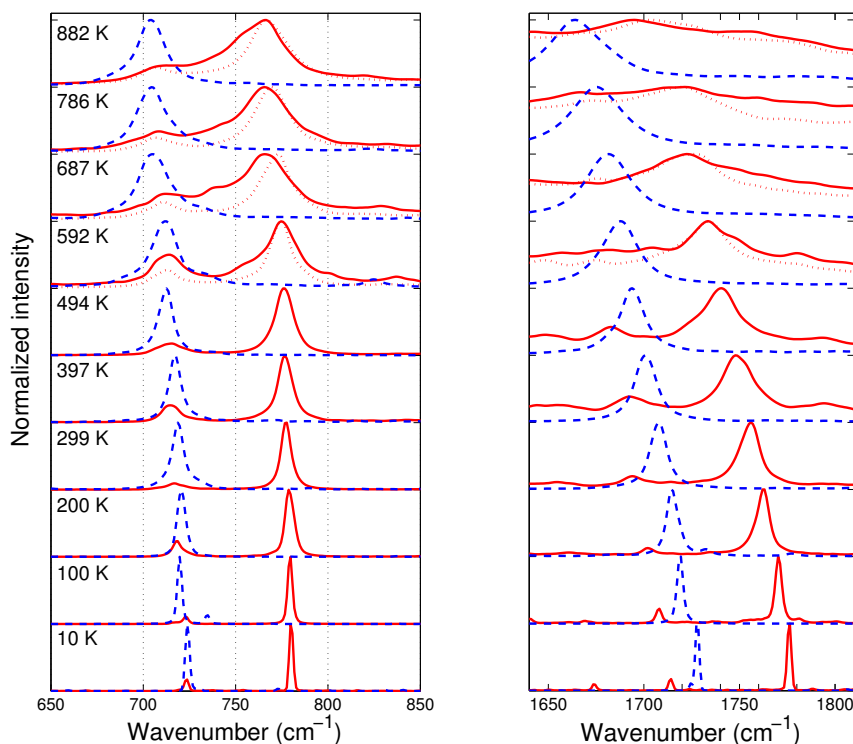 Normalized intensity
882 K
786 K
687 K
592 K
494 K
397 K
299 K
200 K
100 K
10 K
650 700 750 800 850
Wavenumber (cm⁻¹)
1650 1700 1750 1800
Wavenumber (cm⁻¹)